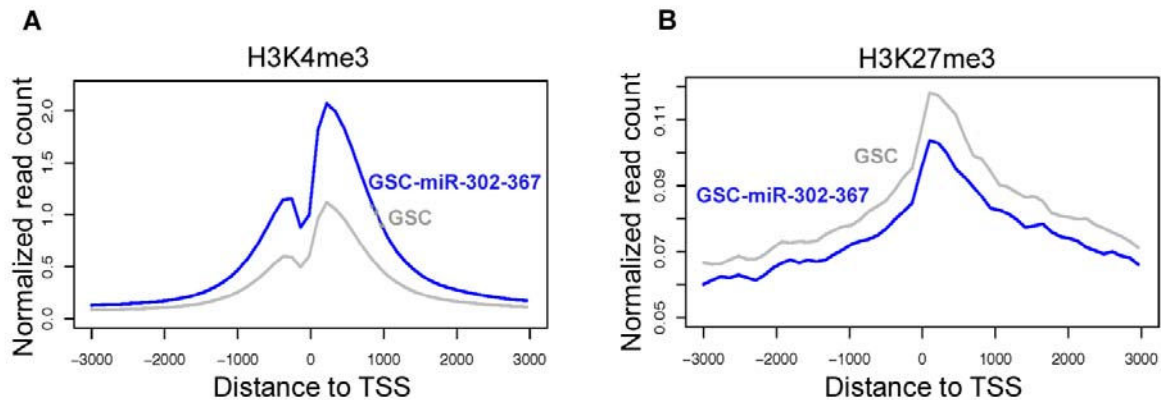 A
H3K4me3
Normalized read count
2.0
1.5
1.0
0.5
0.0
GSC-miR-302-367
GSC
−3000
−2000
−1000
0
1000
2000
3000
Distance to TSS
B
H3K27me3
Normalized read count
0.11
0.09
0.07
0.05
GSC
GSC-miR-302-367
−3000
−2000
−1000
0
1000
2000
3000
Distance to TSS